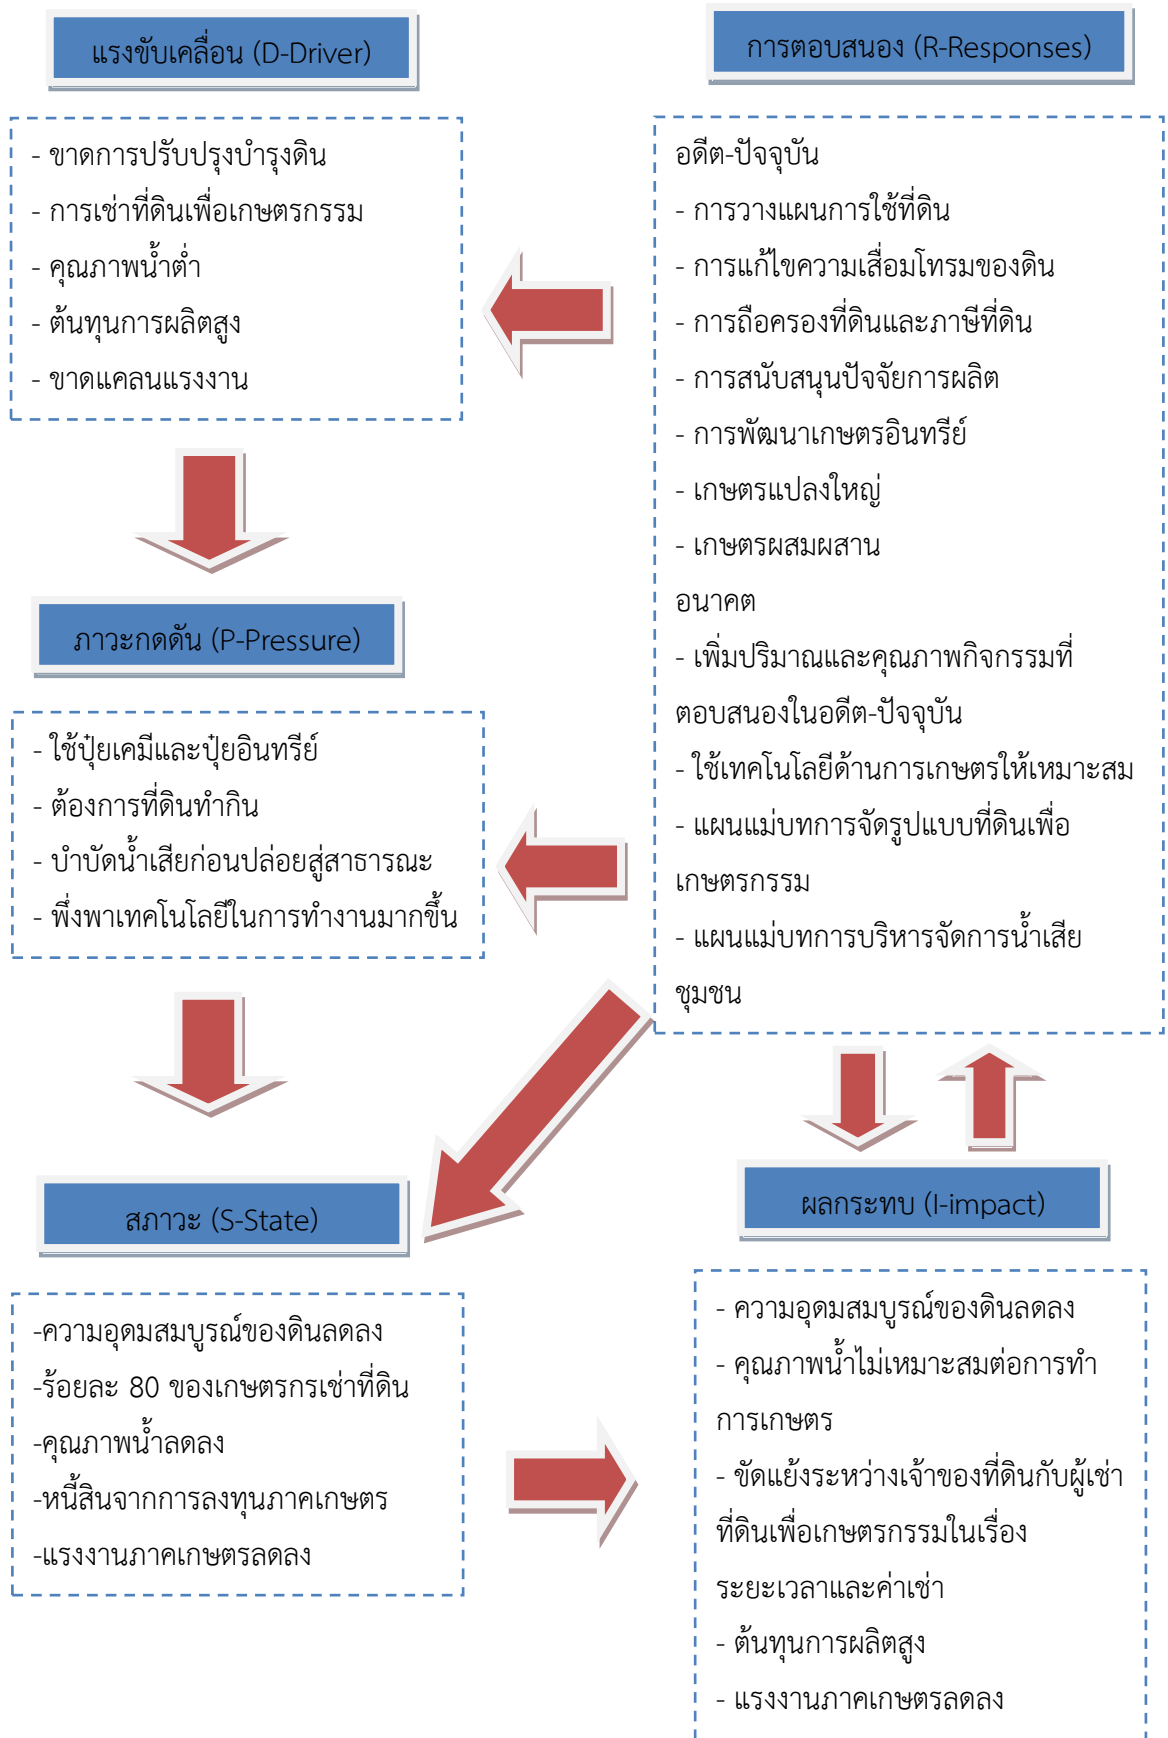 แรงขับเคลื่อน (D-Driver)
- ขาดการปรับปรุงบำรุงดิน
- การเช่าที่ดินเพื่อเกษตรกรรม
- คุณภาพน้ำต่ำ
- ต้นทุนการผลิตสูง
- ขาดแคลนแรงงาน
ภาวะกดดัน (P-Pressure)
- ใช้ปุ๋ยเคมีและปุ๋ยอินทรีย์
- ต้องการที่ดินทำกิน
- บำบัดน้ำเสียก่อนปล่อยสู่สาธารณะ
- พึ่งพาเทคโนโลยีในการทำงานมากขึ้น
สภาวะ (S-State)
-ความอุดมสมบูรณ์ของดินลดลง
-ร้อยละ 80 ของเกษตรกรเช่าที่ดิน
-คุณภาพน้ำลดลง
-หนี้สินจากการลงทุนภาคเกษตร
-แรงงานภาคเกษตรลดลง
การตอบสนอง (R-Responses)
อดีต-ปัจจุบัน
- การวางแผนการใช้ที่ดิน
- การแก้ไขความเสื่อมโทรมของดิน
- การถือครองที่ดินและภาษีที่ดิน
- การสนับสนุนปัจจัยการผลิต
- การพัฒนาเกษตรอินทรีย์
- เกษตรแปลงใหญ่
- เกษตรผสมผสาน
อนาคต
- เพิ่มปริมาณและคุณภาพกิจกรรมที่
ตอบสนองในอดีต-ปัจจุบัน
- ใช้เทคโนโลยีด้านการเกษตรให้เหมาะสม
- แผนแม่บทการจัดรูปแบบที่ดินเพื่อ
เกษตรกรรม
- แผนแม่บทการบริหารจัดการน้ำเสีย
ชุมชน
ผลกระทบ (I-impact)
- ความอุดมสมบูรณ์ของดินลดลง
- คุณภาพน้ำไม่เหมาะสมต่อการทำ
การเกษตร
- ขัดแย้งระหว่างเจ้าของที่ดินกับผู้เช่า
ที่ดินเพื่อเกษตรกรรมในเรื่อง
ระยะเวลาและค่าเช่า
- ต้นทุนการผลิตสูง
- แรงงานภาคเกษตรลดลง